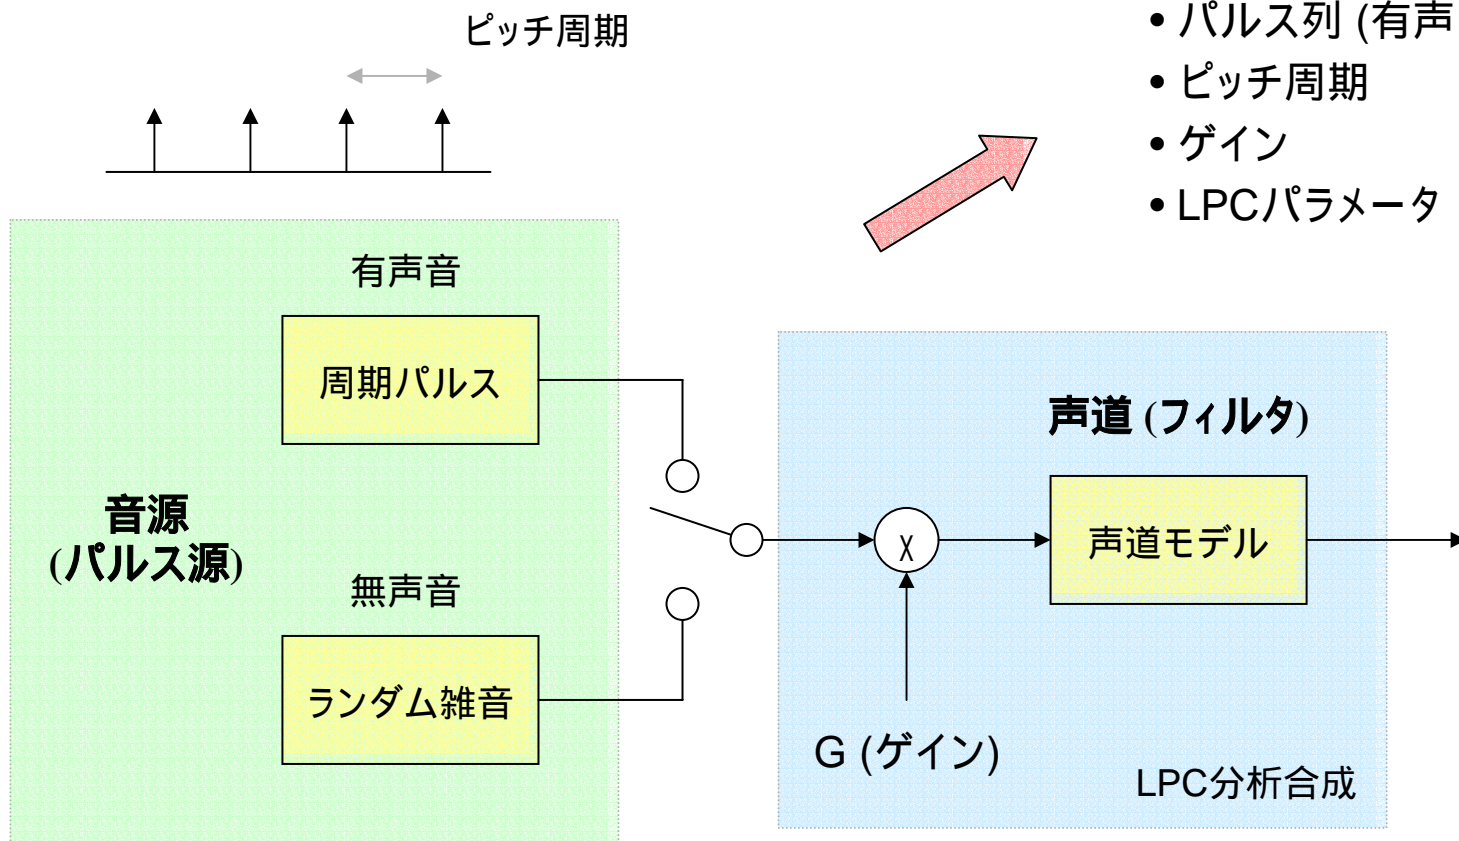 ピッチ周期
• パルス列 (有声
• ピッチ周期
• ゲイン
• LPCパラメータ
有声音
周期パルス
音源
(パルス源)
無声音
ランダム雑音
声道 (フィルタ)
x
声道モデル
G (ゲイン)
LPC分析合成